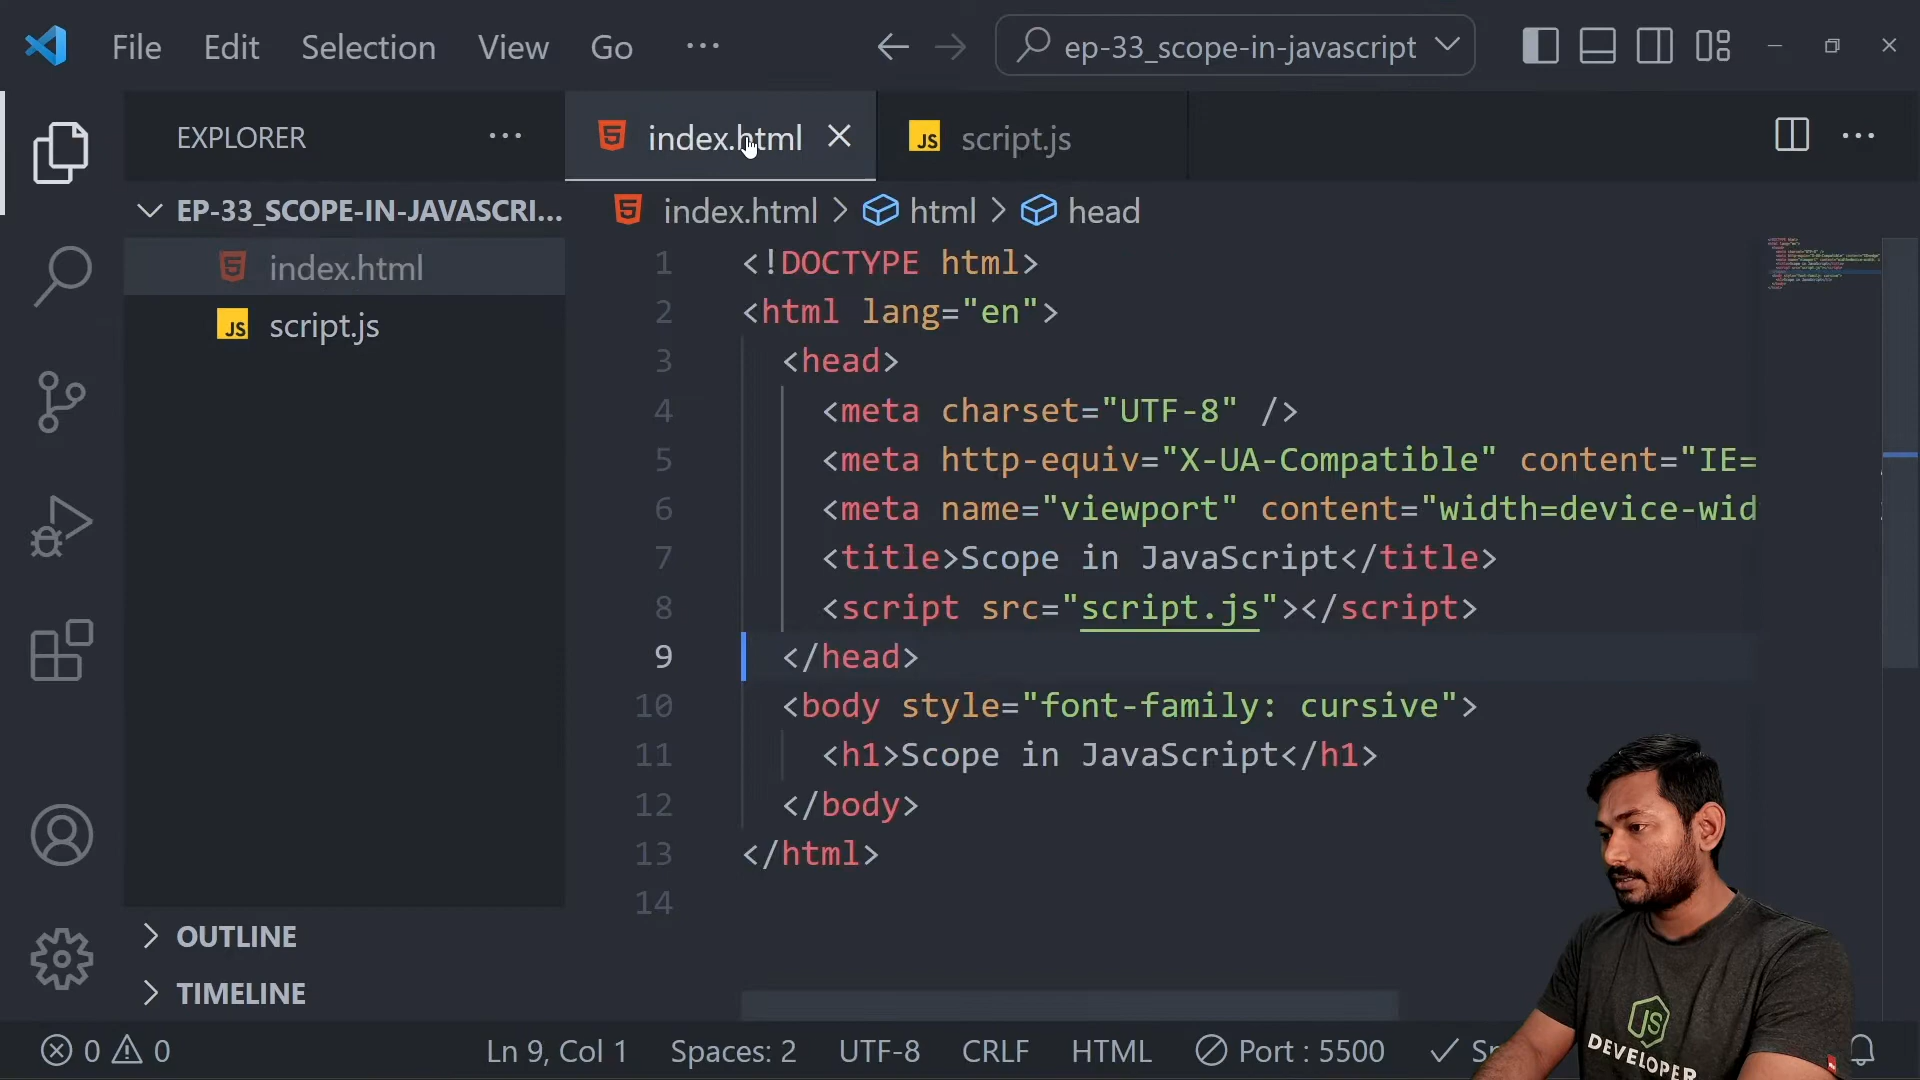 File Edit Selection View Go ··· ep-33_scope-in-javascript
EXPLORER ···
index.html
JS script.js
EP-33_SCOPE-IN-JAVASCRI...
index.html
JS script.js
index.html > html > head
1 <!DOCTYPE html>
2 <html lang="en">
3 <head>
4 <meta charset="UTF-8" />
5 <meta http-equiv="X-UA-Compatible" content="IE=
6 <meta name="viewport" content="width=device-wid
7 <title>Scope in JavaScript</title>
8 <script src="script.js"></script>
9 </head>
10 <body style="font-family: cursive">
11 <h1>Scope in JavaScript</h1>
12 </body>
13 </html>
14
OUTLINE
TIMELINE
0 0 Ln 9, Col 1 Spaces: 2 UTF-8 CRLF HTML Port : 5500
JS
DEVELOPER